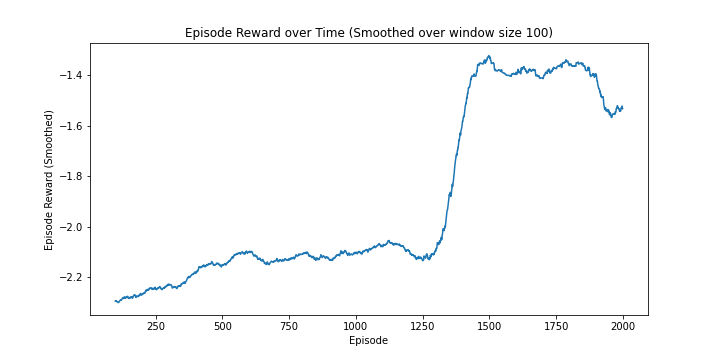 Episode Reward over Time (Smoothed over window size 100)
Episode Reward (Smoothed)
−1.4
−1.6
−1.8
−2.0
−2.2
250 500 750 1000 1250 1500 1750 2000
Episode